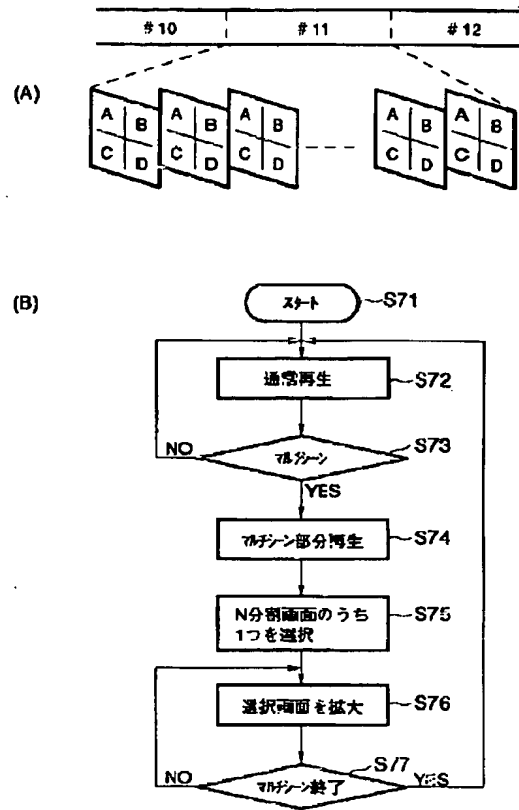 #10 #11 #12
(A)
A B A B A B A B A B
C D C D C D C D C D
(B)
スタート S71
通常再生 S72
マルチシーン S73
NO
YES
マルチシーン部分再生 S74
N分割画面のうち
1つを選択 S75
選択画面を拡大 S76
マルチシーン終了 S77
NO YES